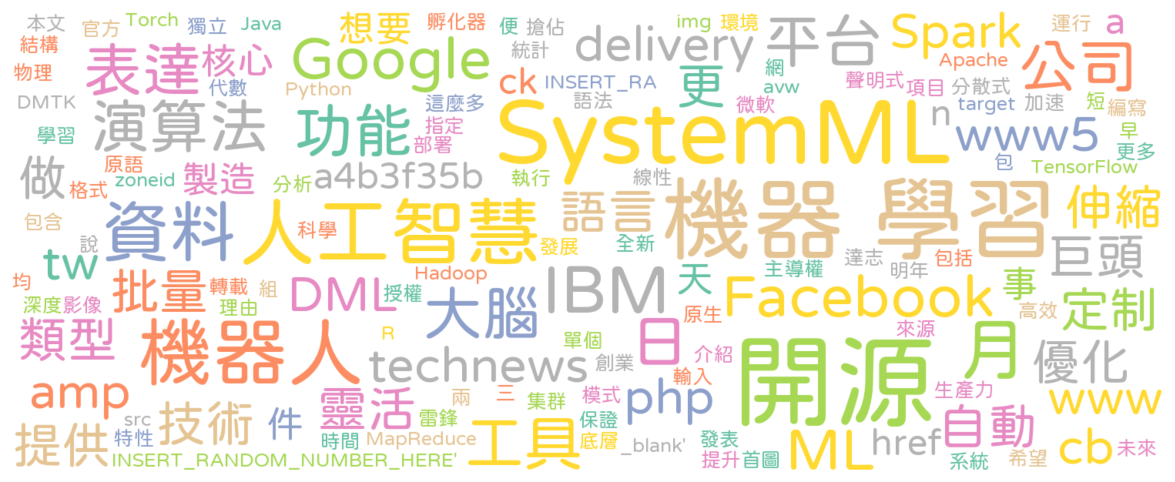 本文 Torch 獨立 Java 想要 孵化器 便 搶佔 img 環境 Spark 運行 a
官方 結構 表達 核心 Google 統計 delivery 平台 Apache 公司
物理 代數 Python ck INSERT_RA 更 網 avw 聲明式 項目 分散式
DMTK 演算法 功能 這麼多 語法 微軟 SystemML n target 加速 短 編寫
學習 指定 部署 www5 早 更多
做 原語 格式 zoneid 製造 分析 a4b3f35b 執行 線性 包 TensorFlow
包含 資料 人工智慧 科學 語言 機器 學習 伸縮
說 tw 發展 全新 主導權 達志 明年 包括 巨頭
均 批量 轉載 組 DML Hadoop 授權 大腦 IBM 天 原生 Facebook 事 高效 定制
深度 影像 理由 類型 機器人 R 單個 日 來源 月
technews 創業 介紹 開源 優化
amp 靈活 兩 三 集群 模式 輸入 php 生產力 www
src 技術 件 雷鋒 保證 自動
提供 特性 時間 MapReduce 工具 底層 _blank' 發表 ML href cb 未來
INSERT_RANDOM_NUMBER_HERE' 提升 首圖 系統 希望